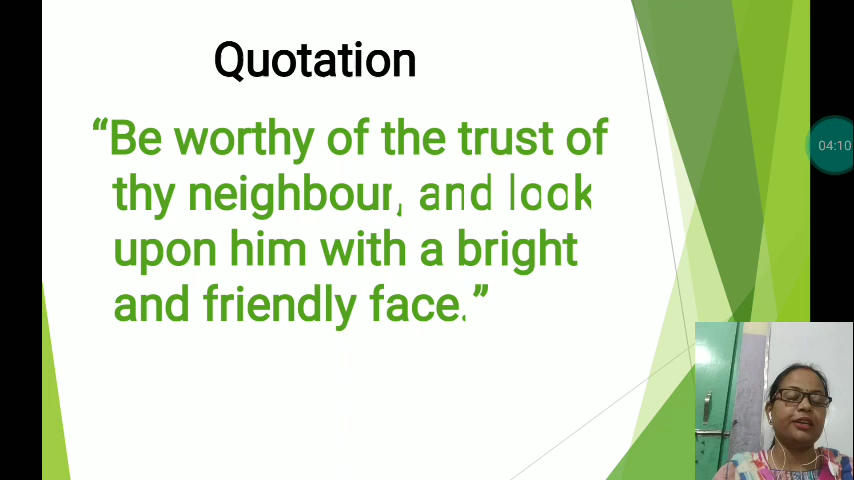 Quotation
“Be worthy of the trust of
thy neighbour, and look
upon him with a bright
and friendly face.”
04:10